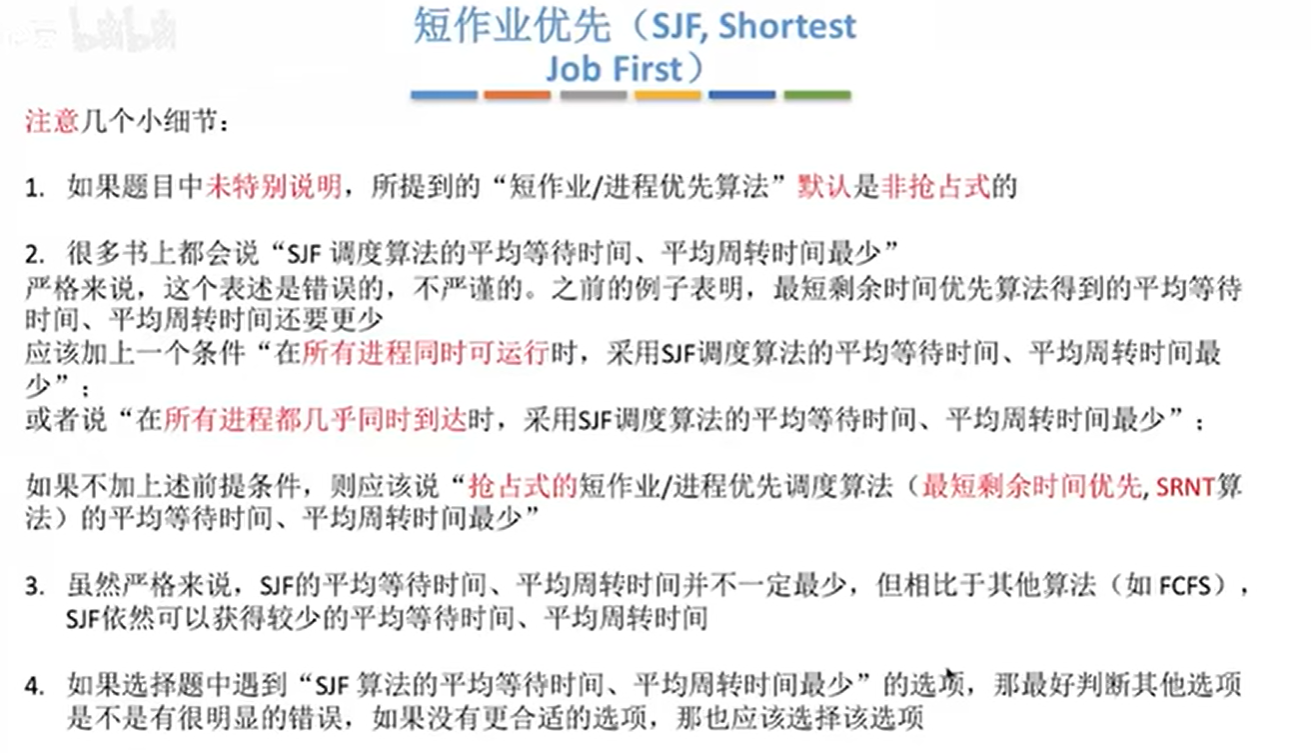 短作业优先（SJF, Shortest
Job First）
注意几个小细节：
1. 如果题目中未特别说明，所提到的“短作业/进程优先算法”默认是非抢占式的
2. 很多书上都会说“SJF 调度算法的平均等待时间、平均周转时间最少”
严格来说，这个表述是错误的，不严谨的。之前的例子表明，最短剩余时间优先算法得到的平均等待
时间、平均周转时间还要更少
应该加上一个条件“在所有进程同时可运行时，采用SJF调度算法的平均等待时间、平均周转时间最
少”；
或者说“在所有进程都几乎同时到达时，采用SJF调度算法的平均等待时间、平均周转时间最少”；
如果不加上述前提条件，则应该说“抢占式的短作业/进程优先调度算法（最短剩余时间优先, SRNT算
法）的平均等待时间、平均周转时间最少”
3. 虽然严格来说，SJF的平均等待时间、平均周转时间并不一定最少，但相比于其他算法（如 FCFS），
SJF依然可以获得较少的平均等待时间、平均周转时间
4. 如果选择题中遇到“SJF 算法的平均等待时间、平均周转时间最少”的选项，那最好判断其他选项
是不是有很明显的错误，如果没有更合适的选项，那也应该选择该选项